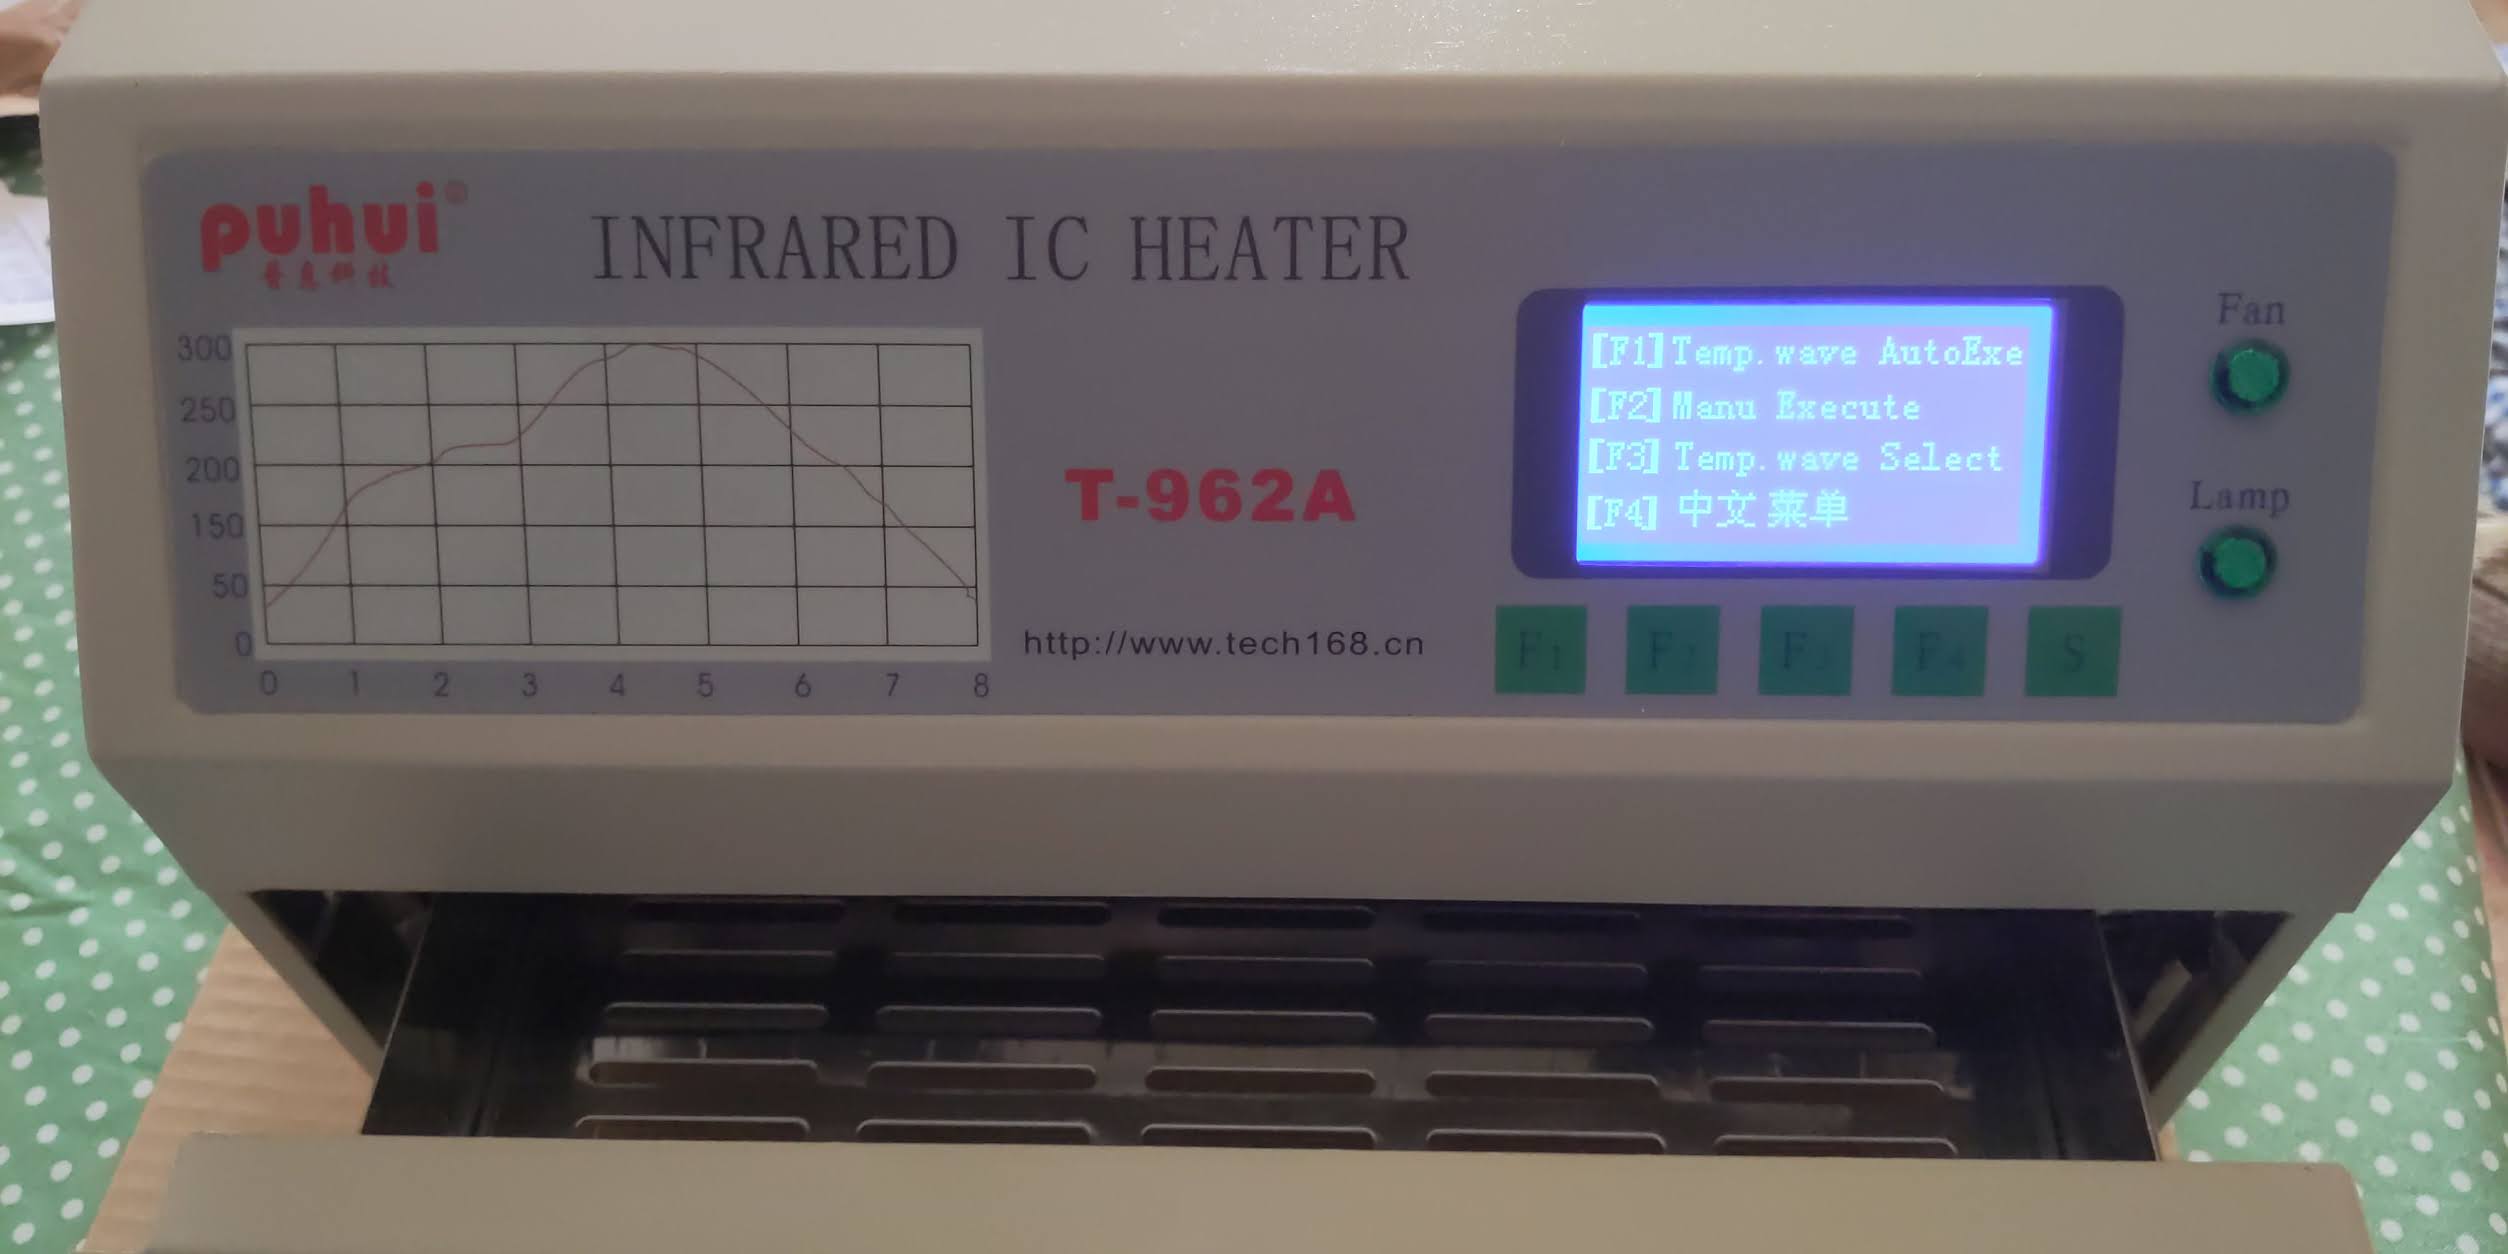 puhui®
普惠科技
INFRARED IC HEATER
300
250
200
150
50
0
0 1 2 3 4 5 6 7 8
T-962A
http://www.tech168.cn
[F1]Temp.wave AutoExe
[F2]Manu Execute
[F3]Temp.wave Select
[F4] 中文菜单
Fan
Lamp
F1 F2 F3 F4 S